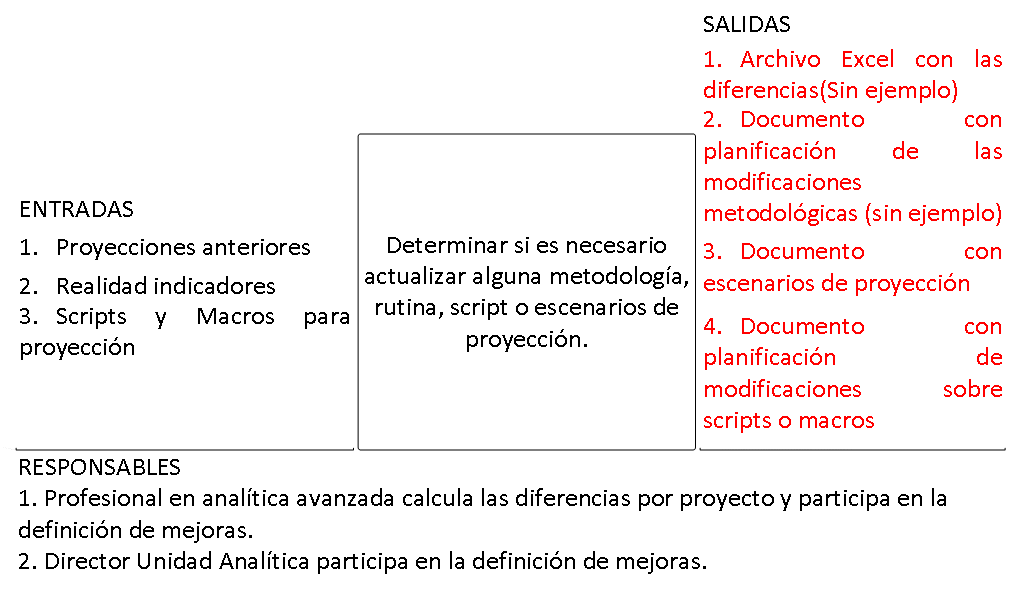 ENTRADAS
1. Proyecciones anteriores
2. Realidad indicadores
3. Scripts y Macros para
proyección
Determinar si es necesario
actualizar alguna metodología,
rutina, script o escenarios de
proyección.
SALIDAS
1. Archivo Excel con las
diferencias(Sin ejemplo)
2. Documento con
planificación de las
modificaciones
metodológicas (sin ejemplo)
3. Documento con
escenarios de proyección
4. Documento con
planificación de
modificaciones sobre
scripts o macros
RESPONSABLES
1. Profesional en analítica avanzada calcula las diferencias por proyecto y participa en la
definición de mejoras.
2. Director Unidad Analítica participa en la definición de mejoras.